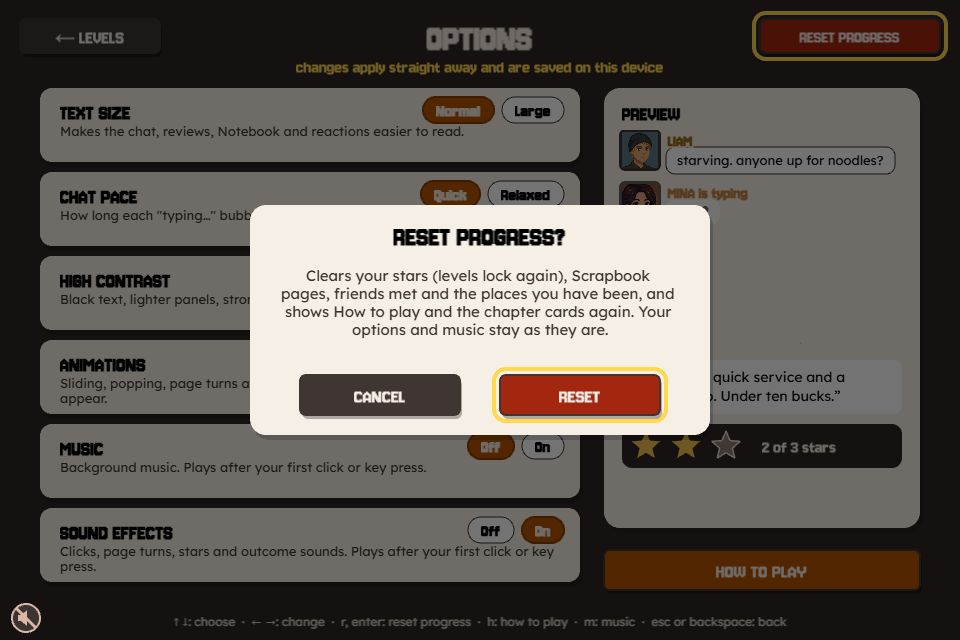 ← LEVELS
OPTIONS
RESET PROGRESS
changes apply straight away and are saved on this device
TEXT SIZE
Normal
Large
Makes the chat, reviews, Notebook and reactions easier to read.
CHAT PACE
Quick
Relaxed
How long each "typing…" bubb
HIGH CONTRAST
Black text, lighter panels, stron
ANIMATIONS
Sliding, popping, page turns a
appear.
MUSIC
Off
On
Background music. Plays after your first click or key press.
SOUND EFFECTS
Off
On
Clicks, page turns, stars and outcome sounds. Plays after your first click or key
press.
PREVIEW
LIAM
starving. anyone up for noodles?
MINA is typing
quick service and a
Under ten bucks.”
2 of 3 stars
HOW TO PLAY
RESET PROGRESS?
Clears your stars (levels lock again), Scrapbook
pages, friends met and the places you have been, and
shows How to play and the chapter cards again. Your
options and music stay as they are.
CANCEL
RESET
↑ ↓: choose · ← →: change · r, enter: reset progress · h: how to play · m: music · esc or backspace: back